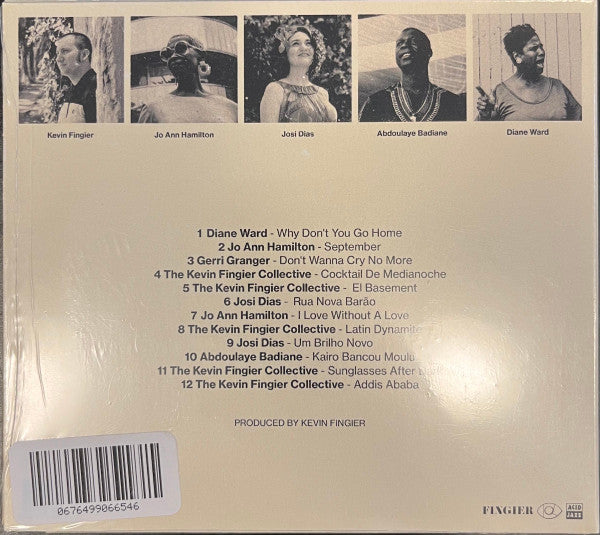 Kevin Fingier
Jo Ann Hamilton
Josi Dias
Abdoulaye Badiane
Diane Ward
1 Diane Ward - Why Don't You Go Home
2 Jo Ann Hamilton - September
3 Gerri Granger - Don't Wanna Cry No More
4 The Kevin Fingier Collective - Cocktail De Medianoche
5 The Kevin Fingier Collective - El Basement
6 Josi Dias - Rua Nova Barão
7 Jo Ann Hamilton - I Love Without A Love
8 The Kevin Fingier Collective - Latin Dynamite
9 Josi Dias - Um Brilho Novo
10 Abdoulaye Badiane - Kairo Bancou
11 The Kevin Fingier Collective - Sunglasses After
12 The Kevin Fingier Collective - Addis Ababa
PRODUCED BY KEVIN FINGIER
0676499066546
FINGIER
ACID
JAZZ